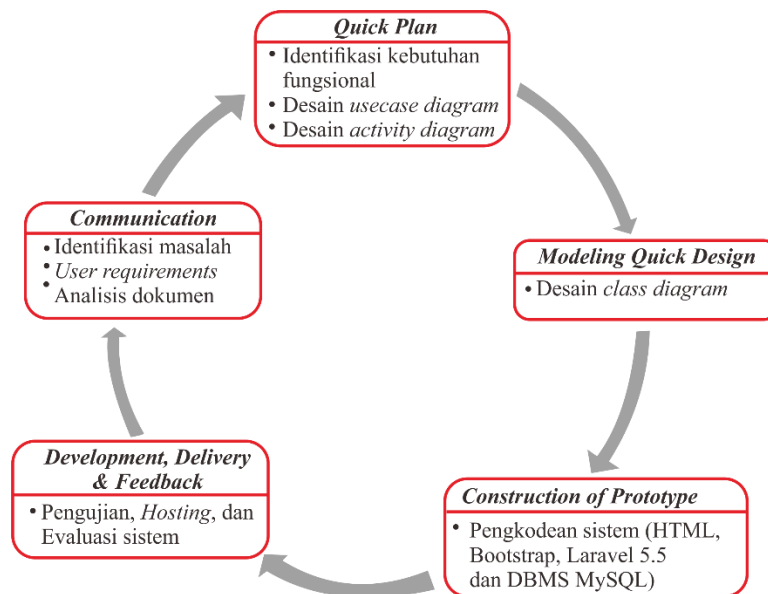 Quick Plan
• Identifikasi kebutuhan
fungsional
• Desain usecase diagram
• Desain activity diagram
Communication
• Identifikasi masalah
• User requirements
• Analisis dokumen
Modeling Quick Design
• Desain class diagram
Development, Delivery
& Feedback
• Pengujian, Hosting, dan
Evaluasi sistem
Construction of Prototype
• Pengkodean sistem (HTML,
Bootstrap, Laravel 5.5
dan DBMS MySQL)